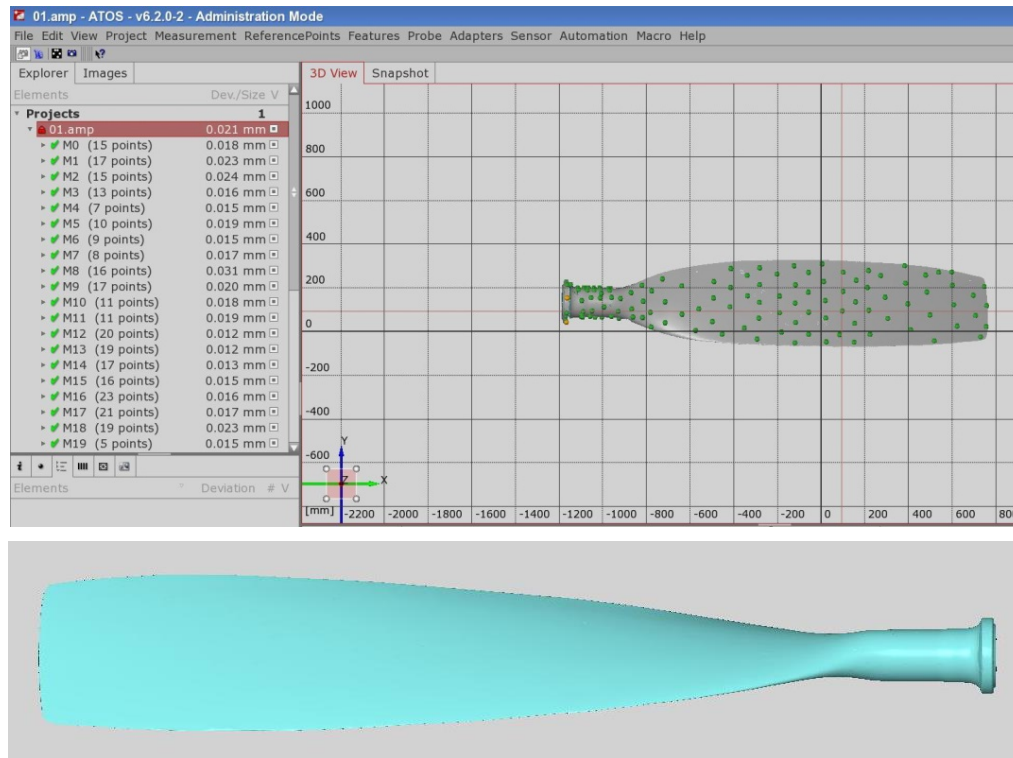 01.amp - ATOS - v6.2.0-2 - Administration Mode
File Edit View Project Measurement ReferencePoints Features Probe Adapters Sensor Automation Macro Help
Explorer Images
3D View Snapshot
Elements Dev./Size V
Projects 1
01.amp 0.021 mm
M0 (15 points) 0.018 mm
M1 (17 points) 0.023 mm
M2 (15 points) 0.024 mm
M3 (13 points) 0.016 mm
M4 (7 points) 0.015 mm
M5 (10 points) 0.019 mm
M6 (9 points) 0.015 mm
M7 (8 points) 0.017 mm
M8 (16 points) 0.031 mm
M9 (17 points) 0.020 mm
M10 (11 points) 0.018 mm
M11 (11 points) 0.019 mm
M12 (20 points) 0.012 mm
M13 (19 points) 0.012 mm
M14 (17 points) 0.013 mm
M15 (16 points) 0.015 mm
M16 (23 points) 0.016 mm
M17 (21 points) 0.017 mm
M18 (19 points) 0.023 mm
M19 (5 points) 0.015 mm
Elements Deviation # V
1000
800
600
400
200
0
-200
-400
-600
Y
Z X
[mm] -2200 -2000 -1800 -1600 -1400 -1200 -1000 -800 -600 -400 -200 0 200 400 600 80